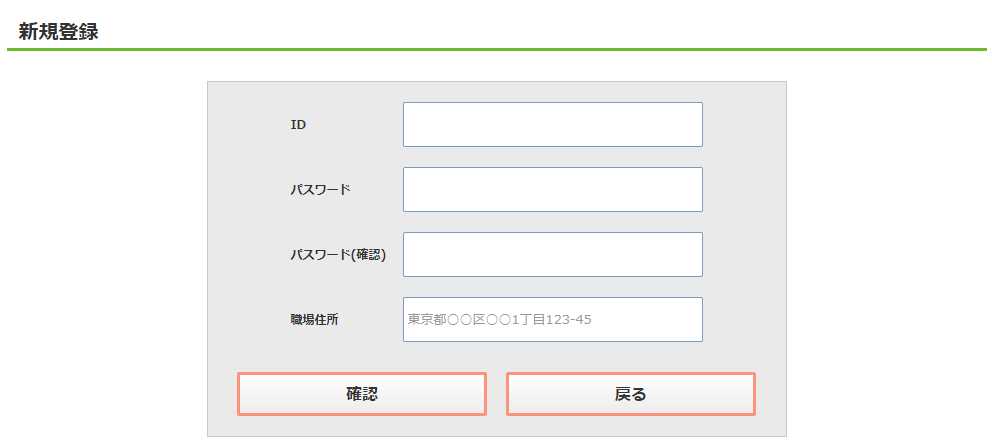 新規登録
ID
パスワード
パスワード(確認)
職場住所
東京都〇〇区〇〇1丁目123-45
確認
戻る